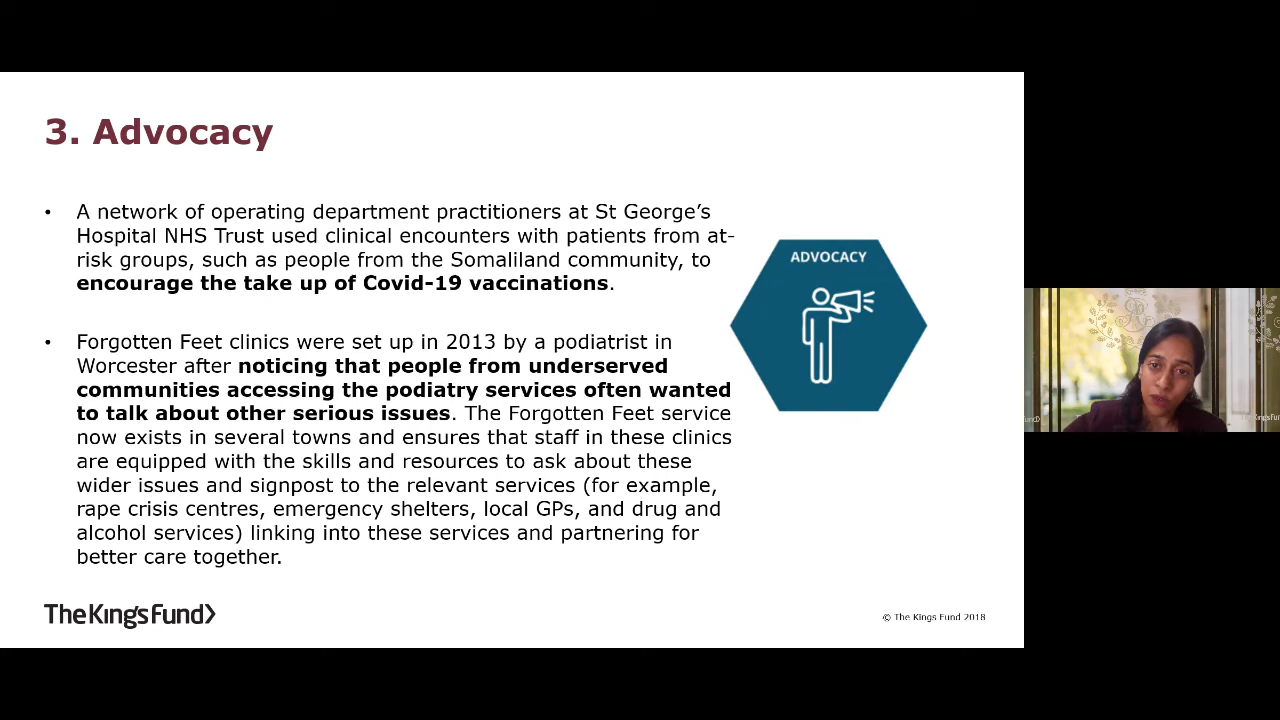 3. Advocacy
• A network of operating department practitioners at St George’s
Hospital NHS Trust used clinical encounters with patients from at-
risk groups, such as people from the Somaliland community, to
encourage the take up of Covid-19 vaccinations.
• Forgotten Feet clinics were set up in 2013 by a podiatrist in
Worcester after noticing that people from underserved
communities accessing the podiatry services often wanted
to talk about other serious issues. The Forgotten Feet service
now exists in several towns and ensures that staff in these clinics
are equipped with the skills and resources to ask about these
wider issues and signpost to the relevant services (for example,
rape crisis centres, emergency shelters, local GPs, and drug and
alcohol services) linking into these services and partnering for
better care together.
ADVOCACY
TheKing'sFund>
© The Kings Fund 2018